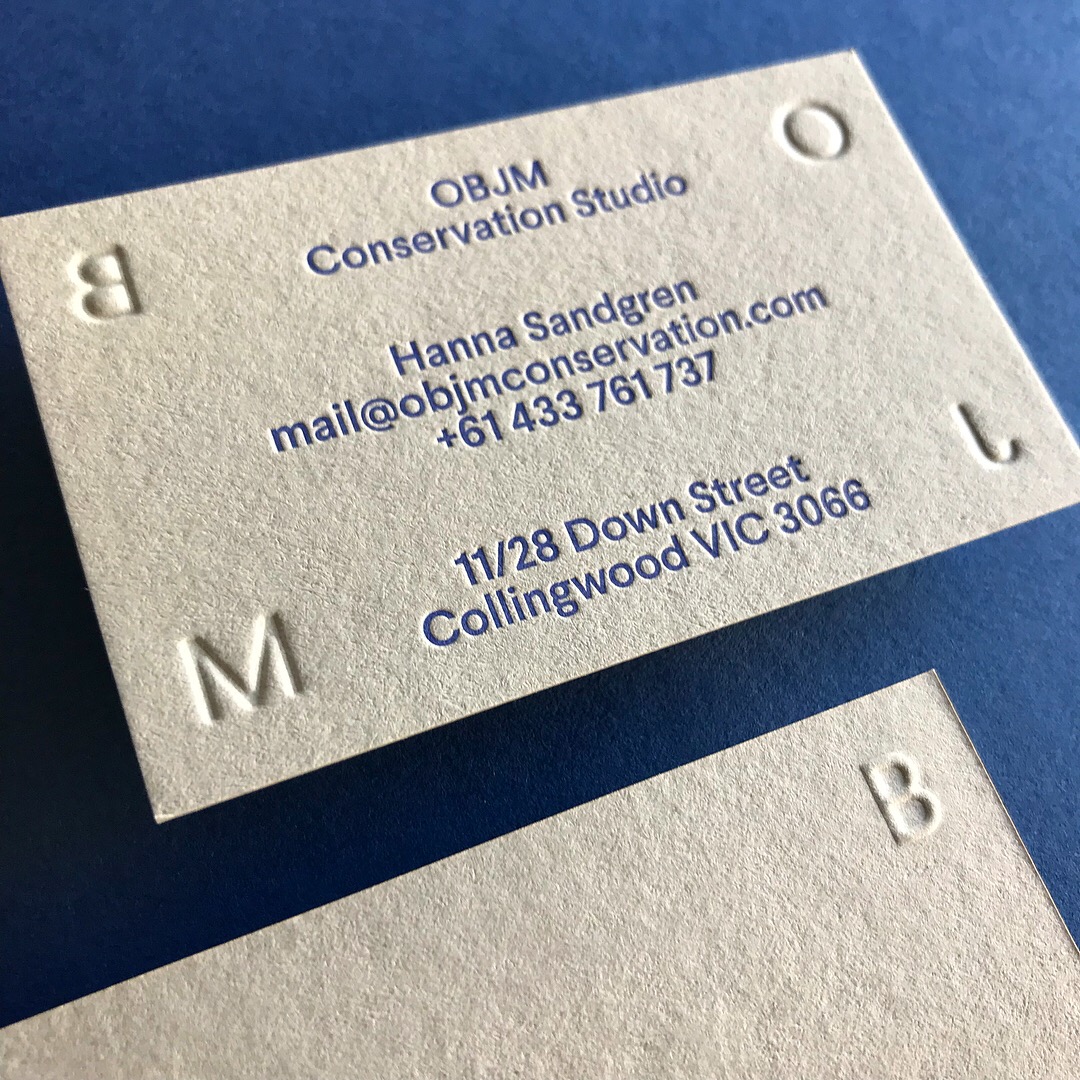 O
B
OBJM
Conservation Studio
Hanna Sandgren
mail@objmconservation.com
+61 433 761 737
J
11/28 Down Street
Collingwood VIC 3066
M
B